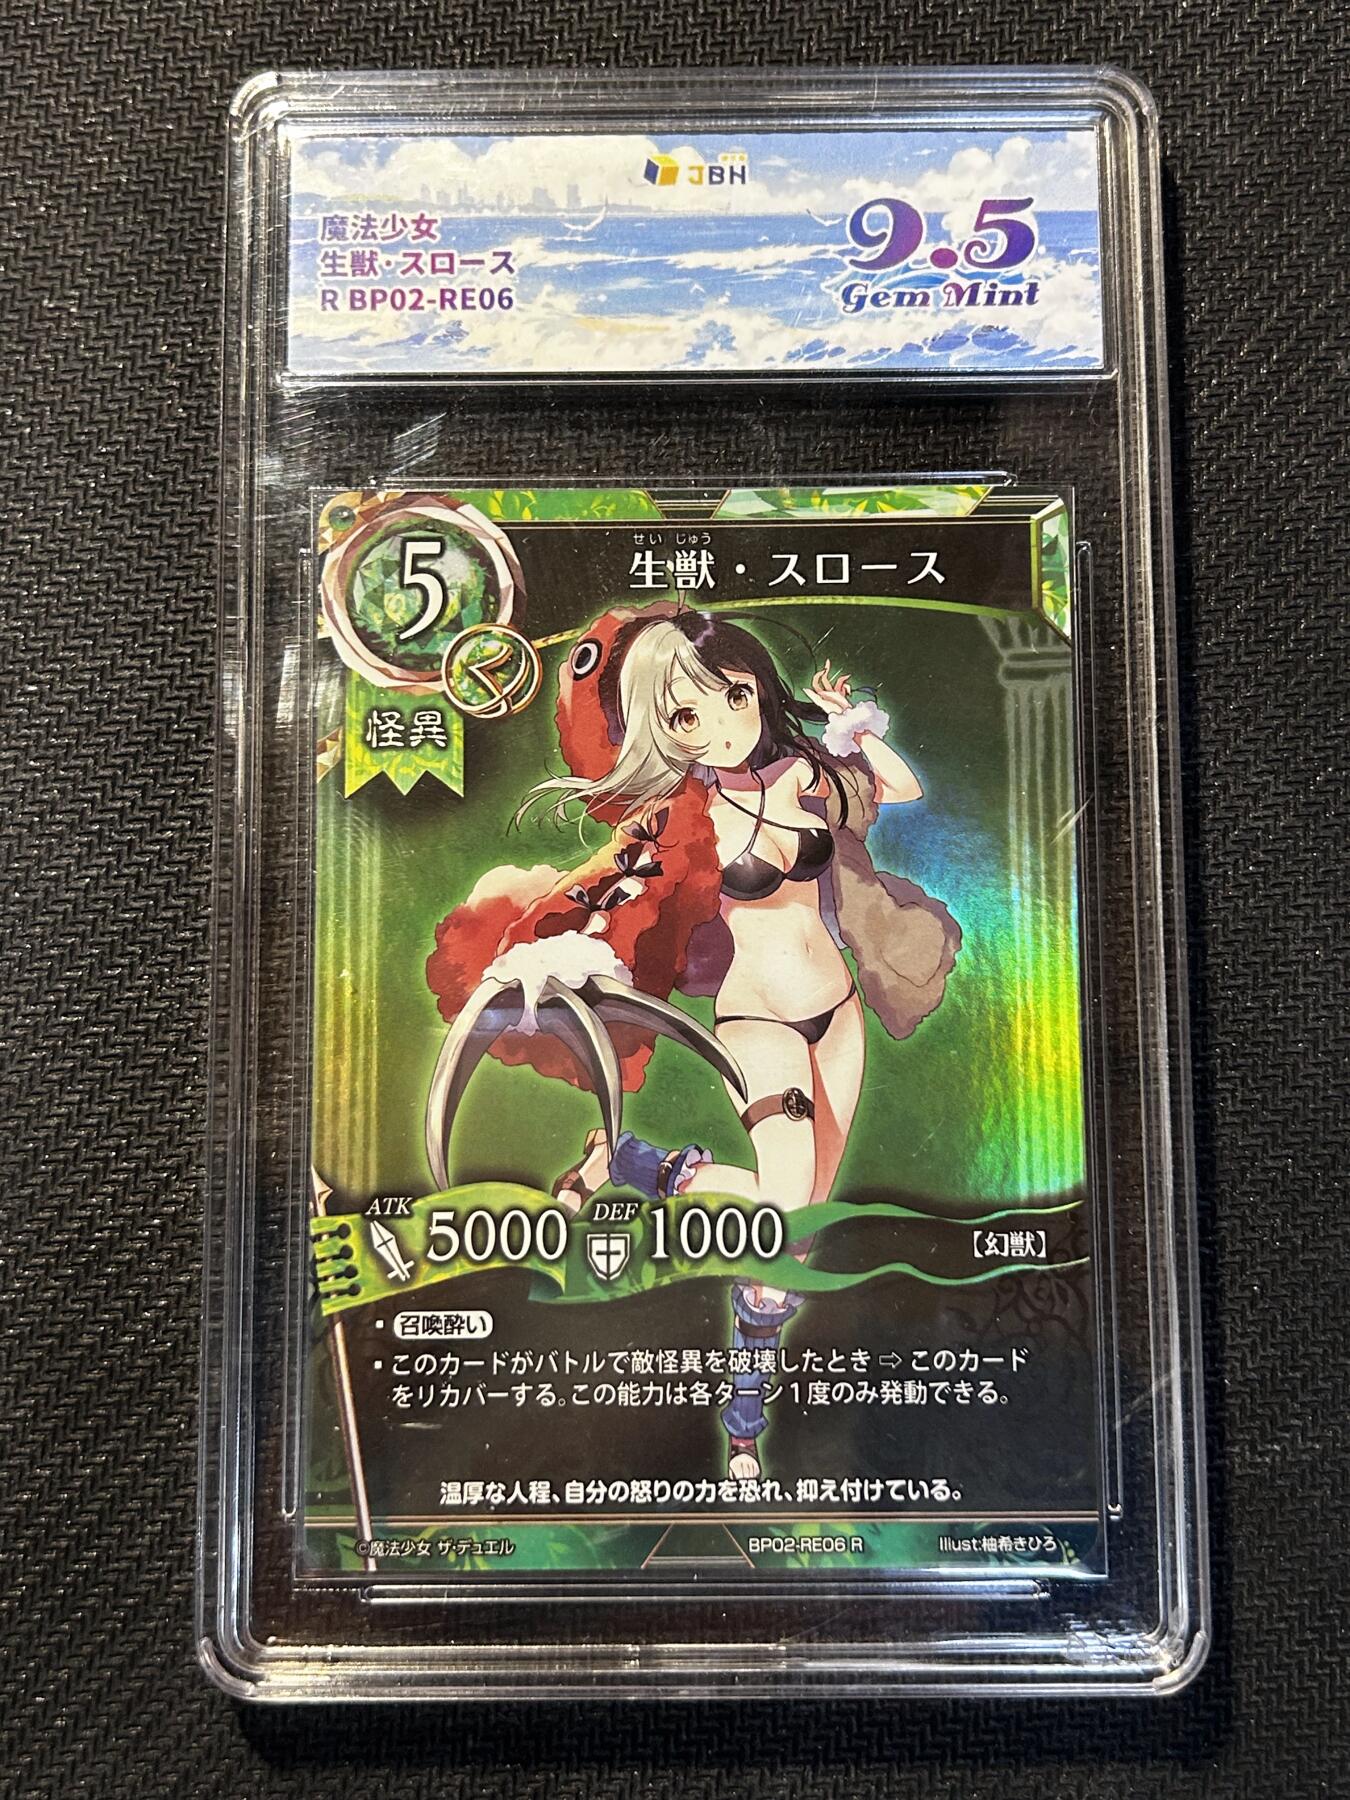 JBH
魔法少女
生獣・スロース
R BP02-RE06
9.5
Gem Mint
せい じゅう
5
生獣・スロース
く
怪異
ATK 5000 DEF 1000
【幻獣】
・召喚酔い
・このカードがバトルで敵怪異を破壊したとき⇨このカード
をリカバーする。この能力は各ターン1度のみ発動できる。
温厚な人程、自分の怒りの力を恐れ、抑え付けている。
©魔法少女 ザ・デュエル BP02-RE06 R Illust:柚希きひろ